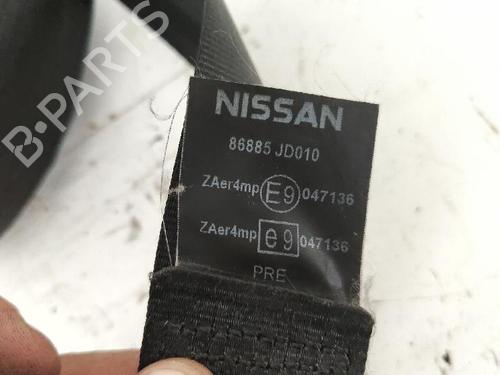 B-PARTS
NISSAN
86885 JD010
ZAer4mp E9 047136
ZAer4mp e9 047136
PRE